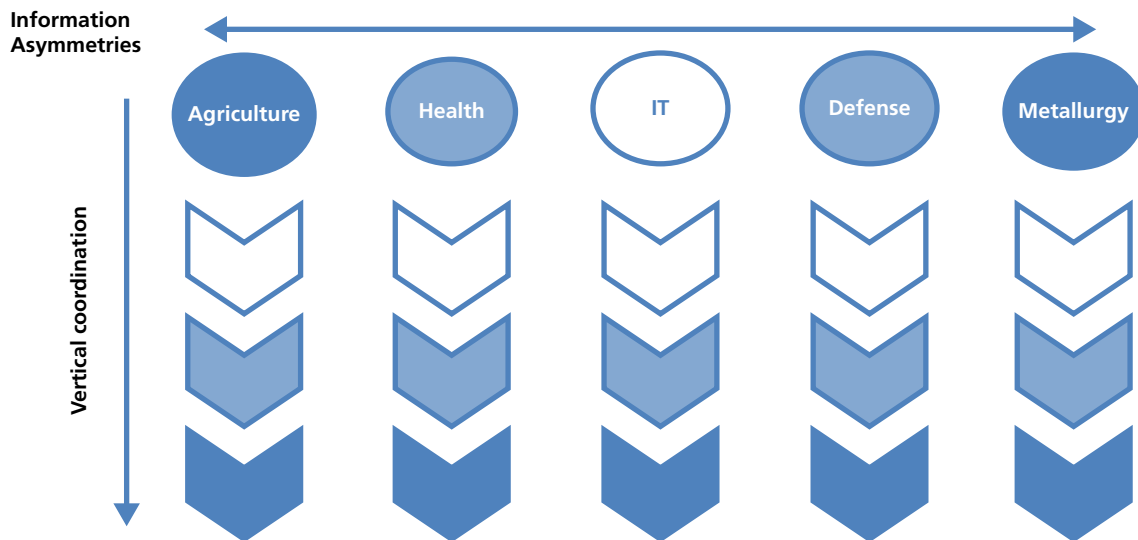 Information
Asymmetries
Agriculture
Health
IT
Defense
Metallurgy
Vertical coordination